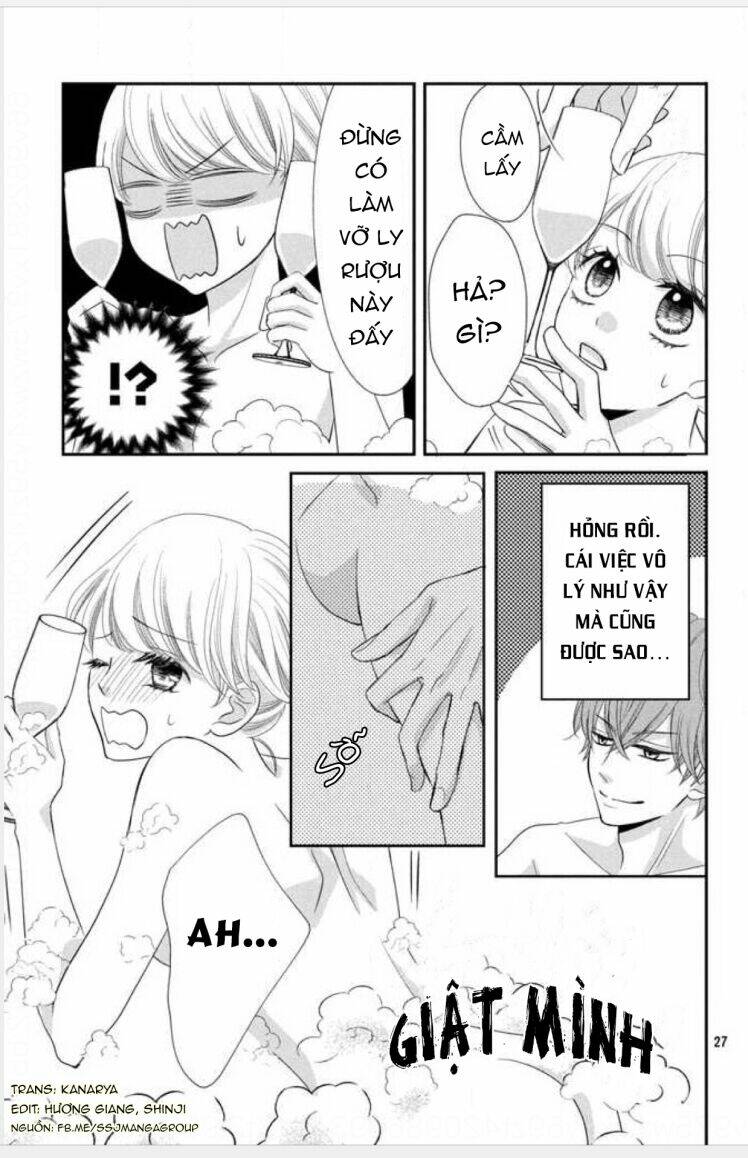 CẦM
LẤY
HẢ?
GÌ?
ĐỪNG
CÓ
LÀM
VỠ LY
RƯỢU
NÀY
ĐẤY
!?
HỎNG RỒI.
CÁI VIỆC VÔ
LÝ NHƯ VẬY
MÀ CŨNG
ĐƯỢC SAO...
SỜ~
AH...
GIẬT MÌNH
27
TRANS: KANARYA
EDIT: HƯƠNG GIANG, SHINJI
NGUỒN: FB.ME/SSJMANGAGROUP